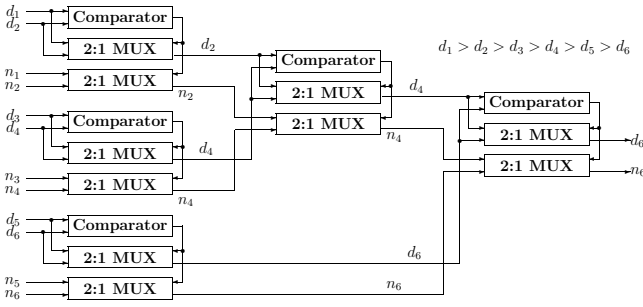 d₁
d₂
Comparator
2:1 MUX
d₂
n₁
n₂
2:1 MUX
n₂
d₃
d₄
Comparator
2:1 MUX
d₄
n₃
n₄
2:1 MUX
n₄
d₅
d₆
Comparator
2:1 MUX
d₆
n₅
n₆
2:1 MUX
n₆
Comparator
2:1 MUX
d₄
2:1 MUX
n₄
d₁ > d₂ > d₃ > d₄ > d₅ > d₆
Comparator
2:1 MUX
d₆
2:1 MUX
n₆